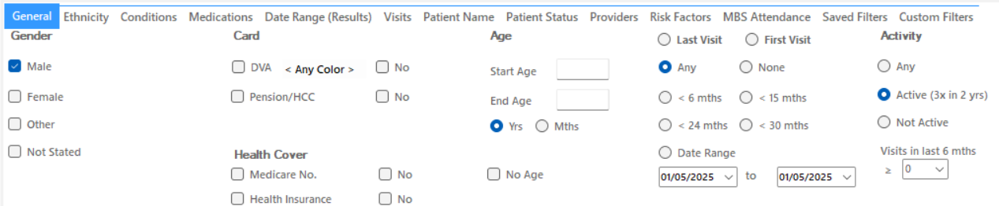 General Ethnicity Conditions Medications Date Range (Results) Visits Patient Name Patient Status Providers Risk Factors MBS Attendance Saved Filters Custom Filters
Gender Card Age Last Visit First Visit Activity
Male DVA < Any Color > No Start Age Any None Any
Female Pension/HCC No End Age < 6 mths < 15 mths Active (3x in 2 yrs)
Other Yrs Mths < 24 mths < 30 mths Not Active
Not Stated Health Cover Date Range Visits in last 6 mths
Medicare No. No No Age 01/05/2025 to 01/05/2025 ≥ 0
Health Insurance No